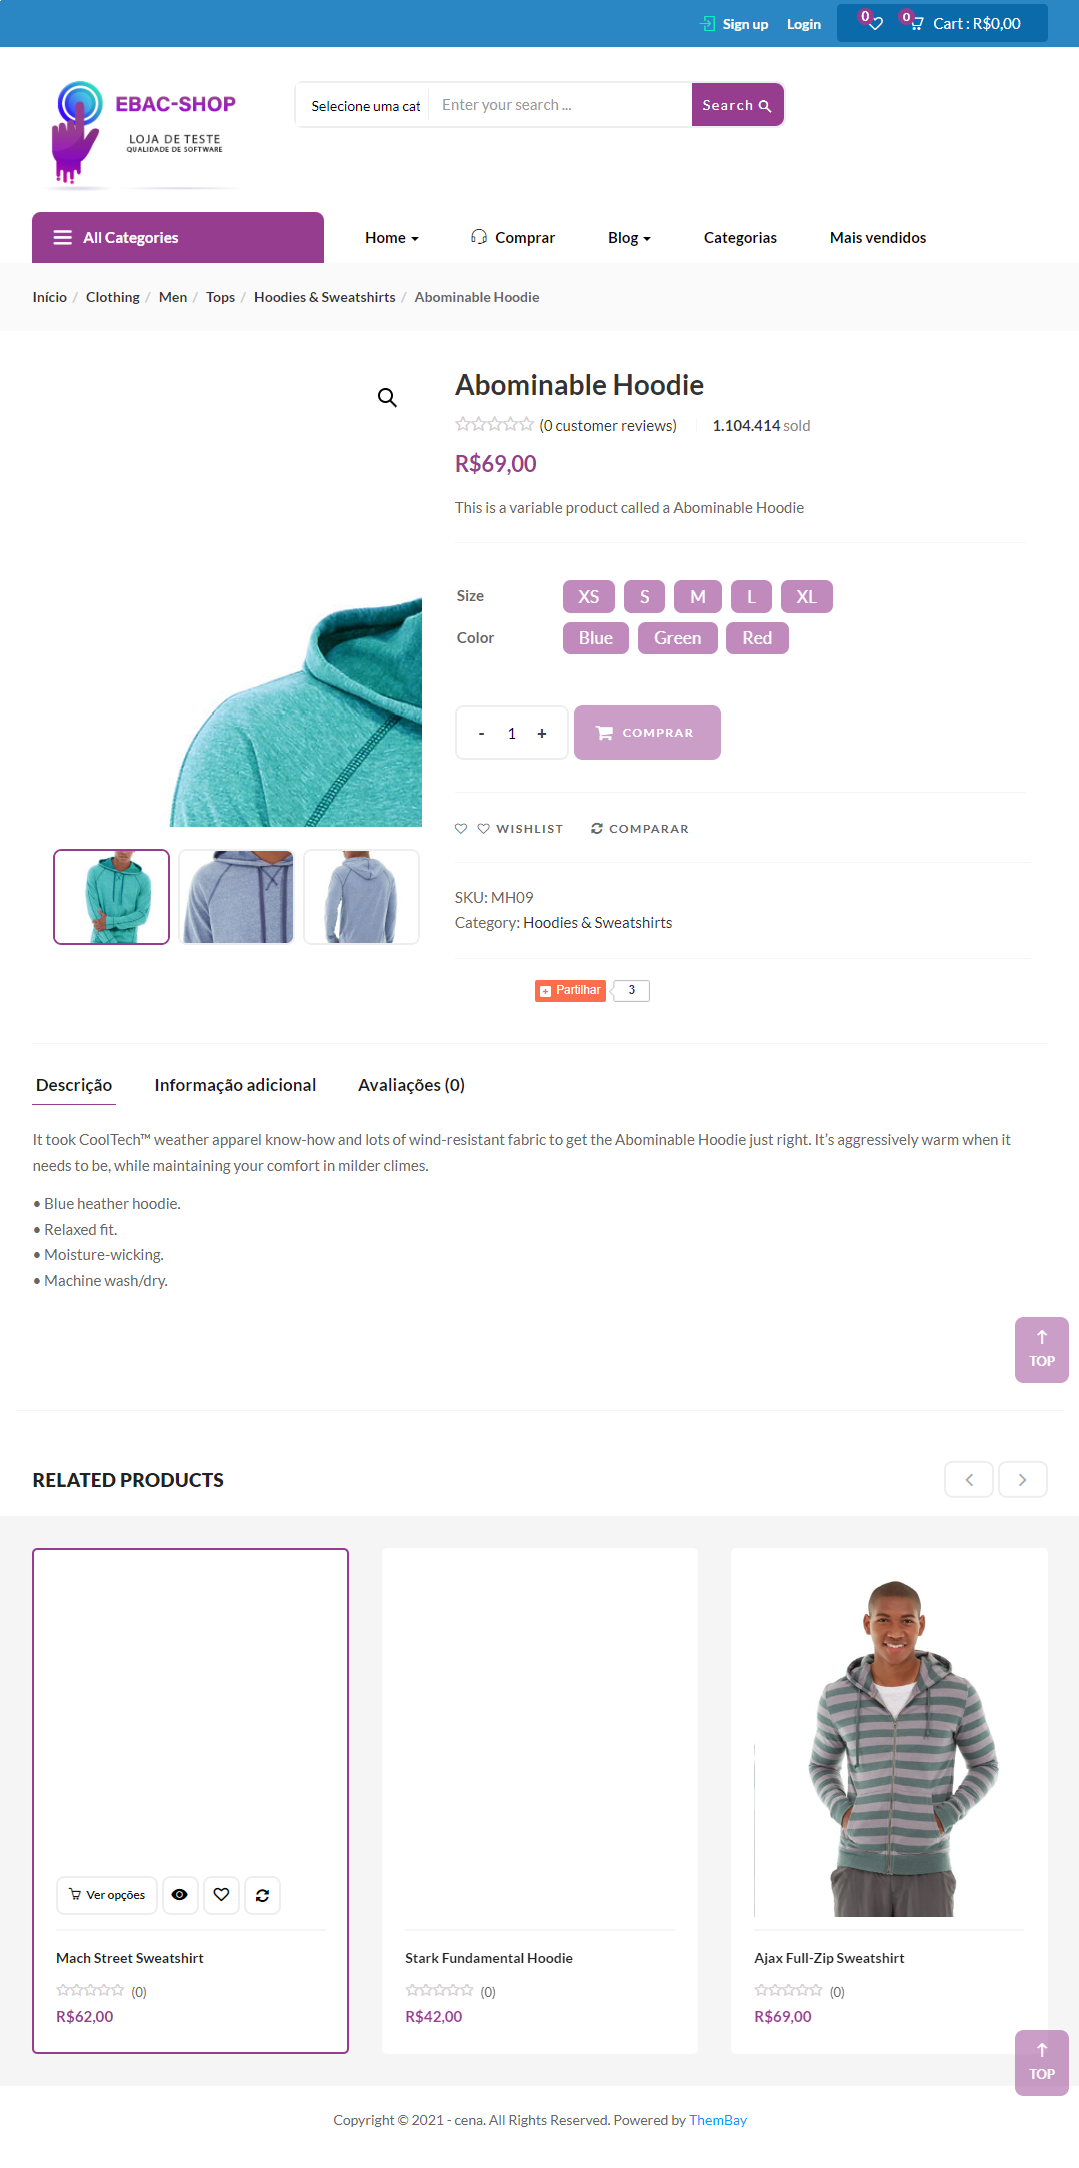 Sign up Login 0 0 Cart : R$0,00
EBAC-SHOP
LOJA DE TESTE
QUALIDADE DE SOFTWARE
Selecione uma cat Enter your search ... Search
All Categories Home Comprar Blog Categorias Mais vendidos
Início / Clothing / Men / Tops / Hoodies & Sweatshirts / Abominable Hoodie
Abominable Hoodie
(0 customer reviews) 1.104.414 sold
R$69,00
This is a variable product called a Abominable Hoodie
Size XS S M L XL
Color Blue Green Red
- 1 + COMPRAR
WISHLIST COMPARAR
SKU: MH09
Category: Hoodies & Sweatshirts
Partilhar 3
Descrição Informação adicional Avaliações (0)
It took CoolTech™ weather apparel know-how and lots of wind-resistant fabric to get the Abominable Hoodie just right. It’s aggressively warm when it
needs to be, while maintaining your comfort in milder climes.
• Blue heather hoodie.
• Relaxed fit.
• Moisture-wicking.
• Machine wash/dry.
TOP
RELATED PRODUCTS
Ver opções
Mach Street Sweatshirt
(0)
R$62,00
Stark Fundamental Hoodie
(0)
R$42,00
Ajax Full-Zip Sweatshirt
(0)
R$69,00
TOP
Copyright © 2021 - cena. All Rights Reserved. Powered by ThemBay